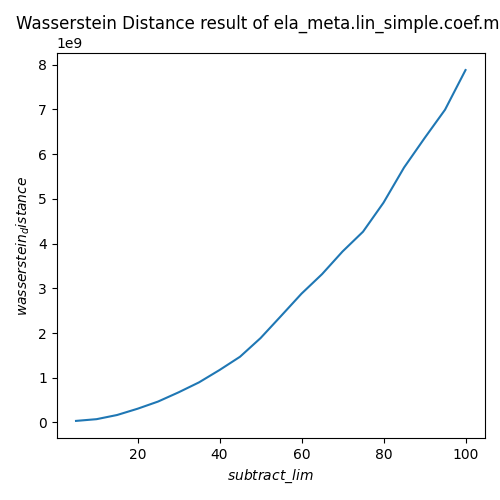 Wasserstein Distance result of ela_meta.lin_simple.coef.m
1e9
8
7
6
5
4
3
2
1
0
wasserstein_distance
20 40 60 80 100
subtract_lim